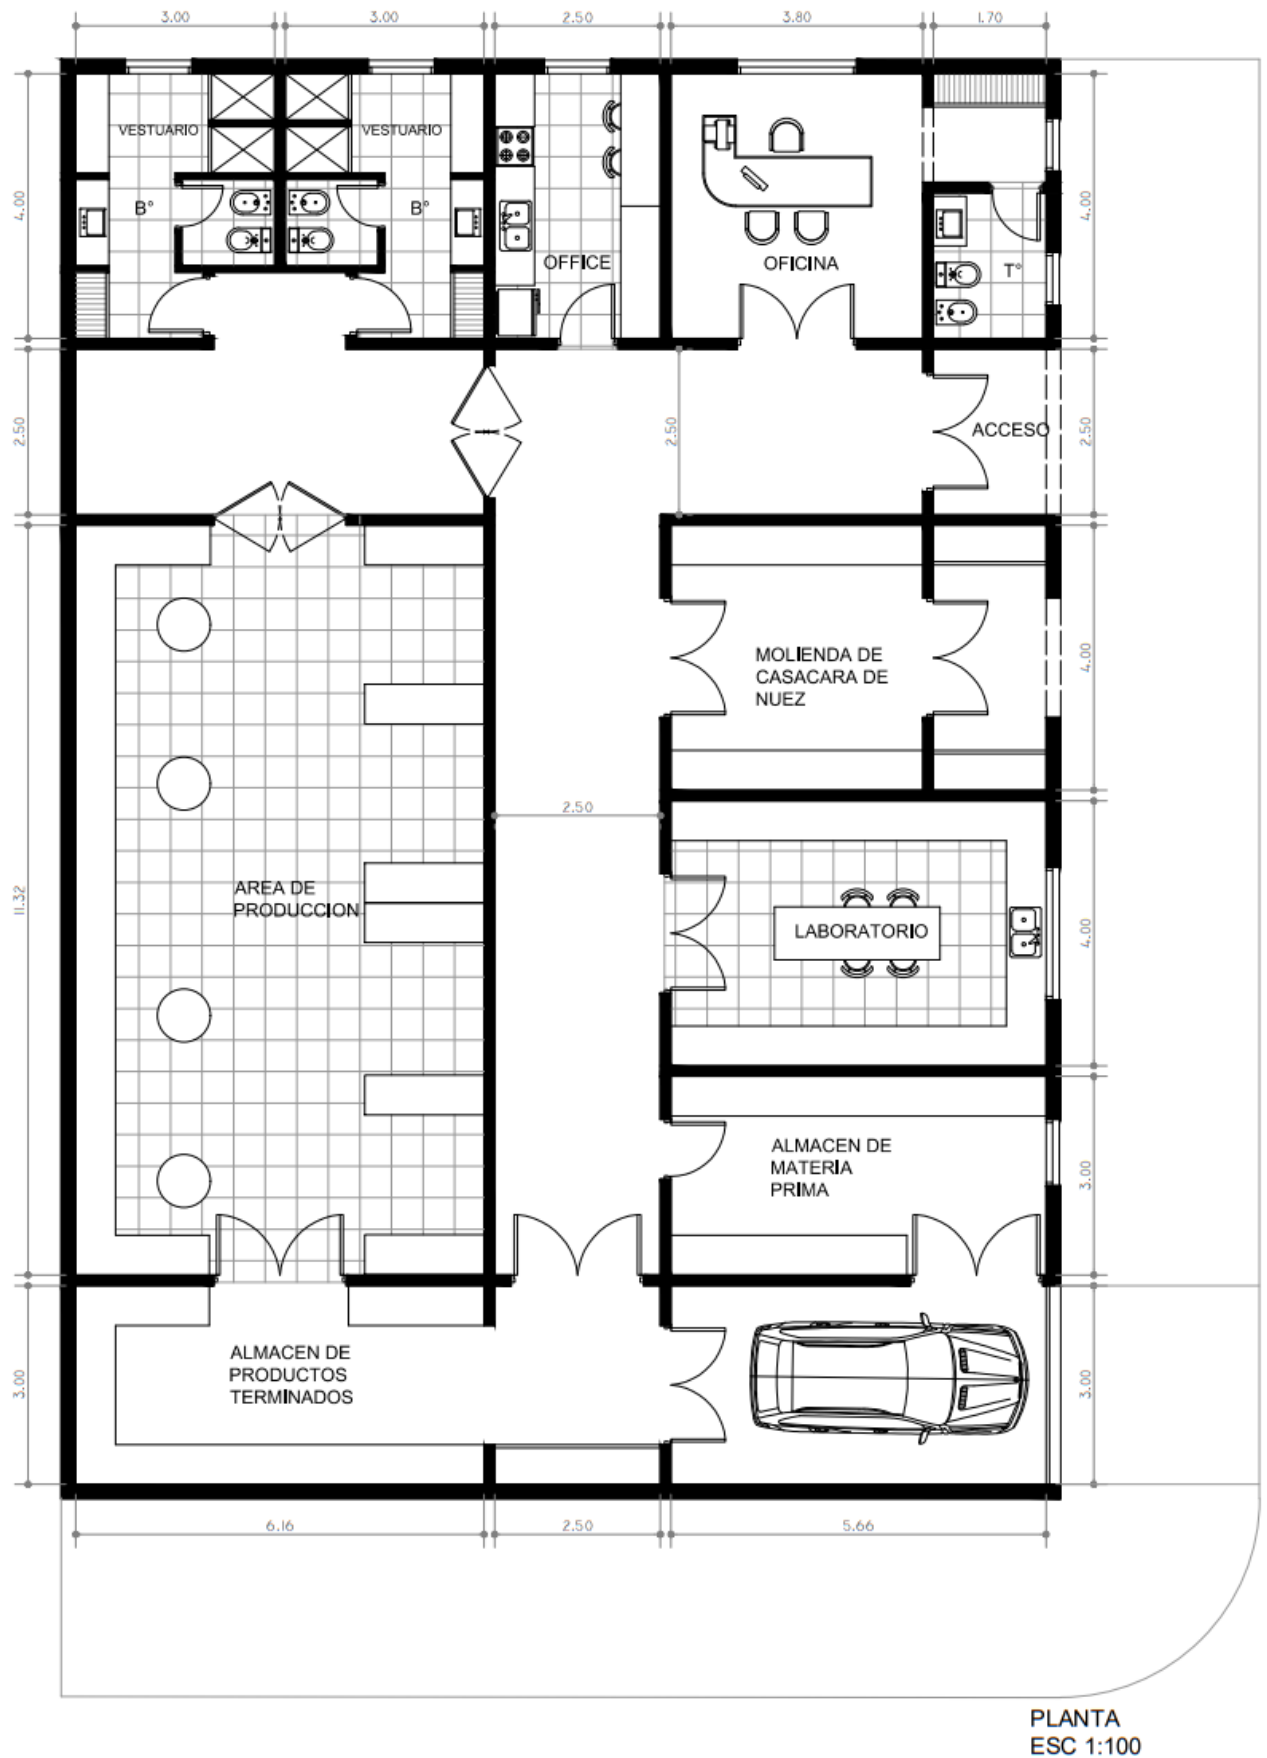 3.00
3.00
2.50
3.80
1.70
VESTUARIO
VESTUARIO
4.00
B°
B°
4.00
OFFICE
OFICINA
T°
2.50
2.50
ACCESO
2.50
MOLIENDA DE
CASACARA DE
NUEZ
4.00
2.50
11.32
AREA DE
PRODUCCION
LABORATORIO
4.00
ALMACEN DE
MATERIA
PRIMA
3.00
ALMACEN DE
PRODUCTOS
TERMINADOS
3.00
3.00
6.16
2.50
5.66
PLANTA
ESC 1:100